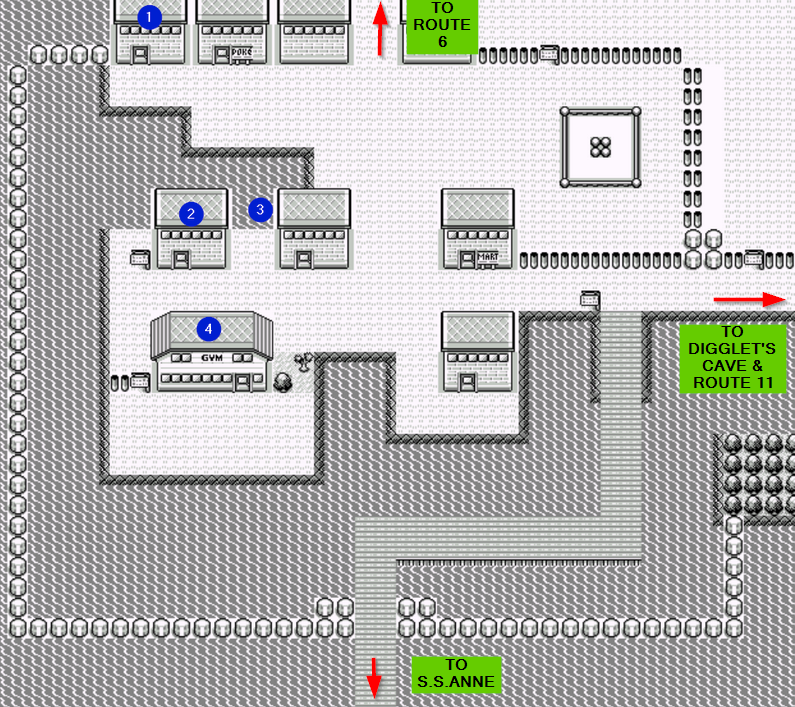 1
TO
ROUTE
6
POKÉ
2
3
MART
4
GYM
TO
DIGGLET'S
CAVE &
ROUTE 11
TO
S.S.ANNE